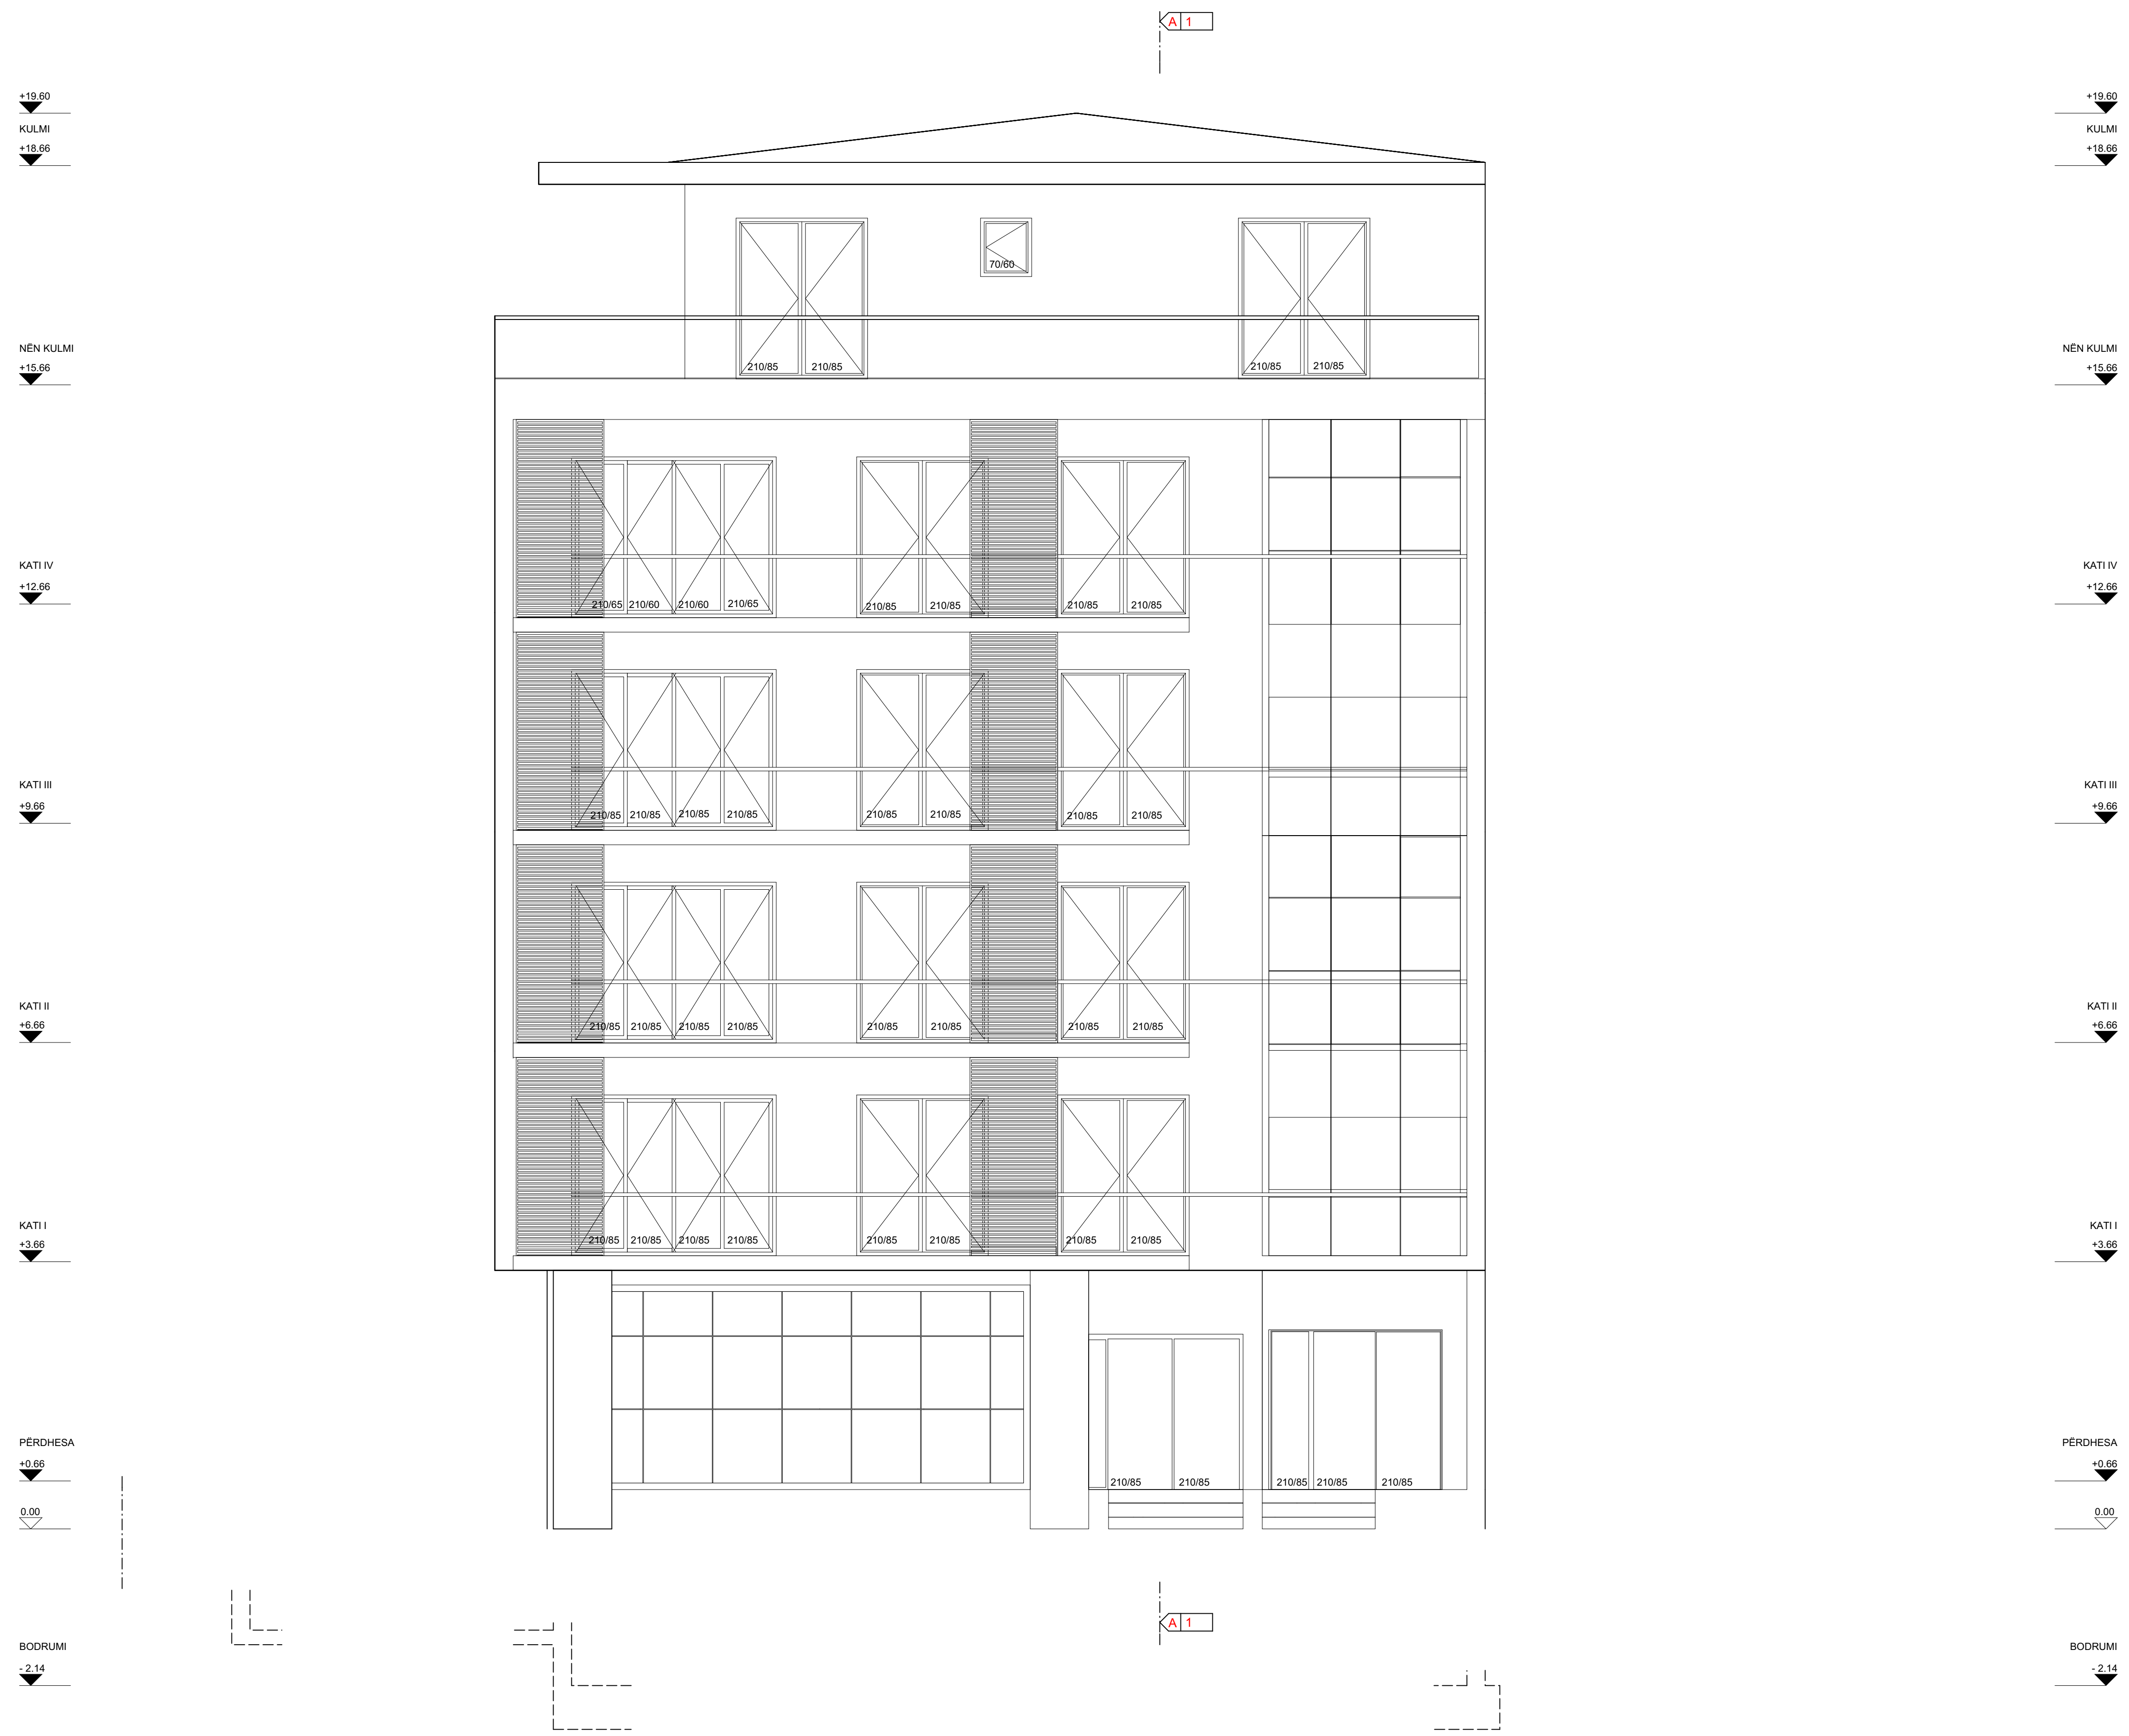 A 1
+19.60 +19.60
KULMI KULMI
+18.66 +18.66
70/60
NËN KULMI NËN KULMI
+15.66 210/85 210/85 210/85 210/85 +15.66
KATI IV KATI IV
+12.66 +12.66
210/65 210/60 210/60 210/65 210/85 210/85 210/85 210/85
KATI III KATI III
+9.66 +9.66
210/85 210/85 210/85 210/85 210/85 210/85 210/85 210/85
KATI II KATI II
+6.66 +6.66
210/85 210/85 210/85 210/85 210/85 210/85 210/85 210/85
KATI I KATI I
+3.66 +3.66
210/85 210/85 210/85 210/85 210/85 210/85 210/85 210/85
PËRDHESA PËRDHESA
+0.66 +0.66
210/85 210/85 210/85 210/85 210/85
0.00 0.00
A 1
BODRUMI BODRUMI
- 2.14 - 2.14